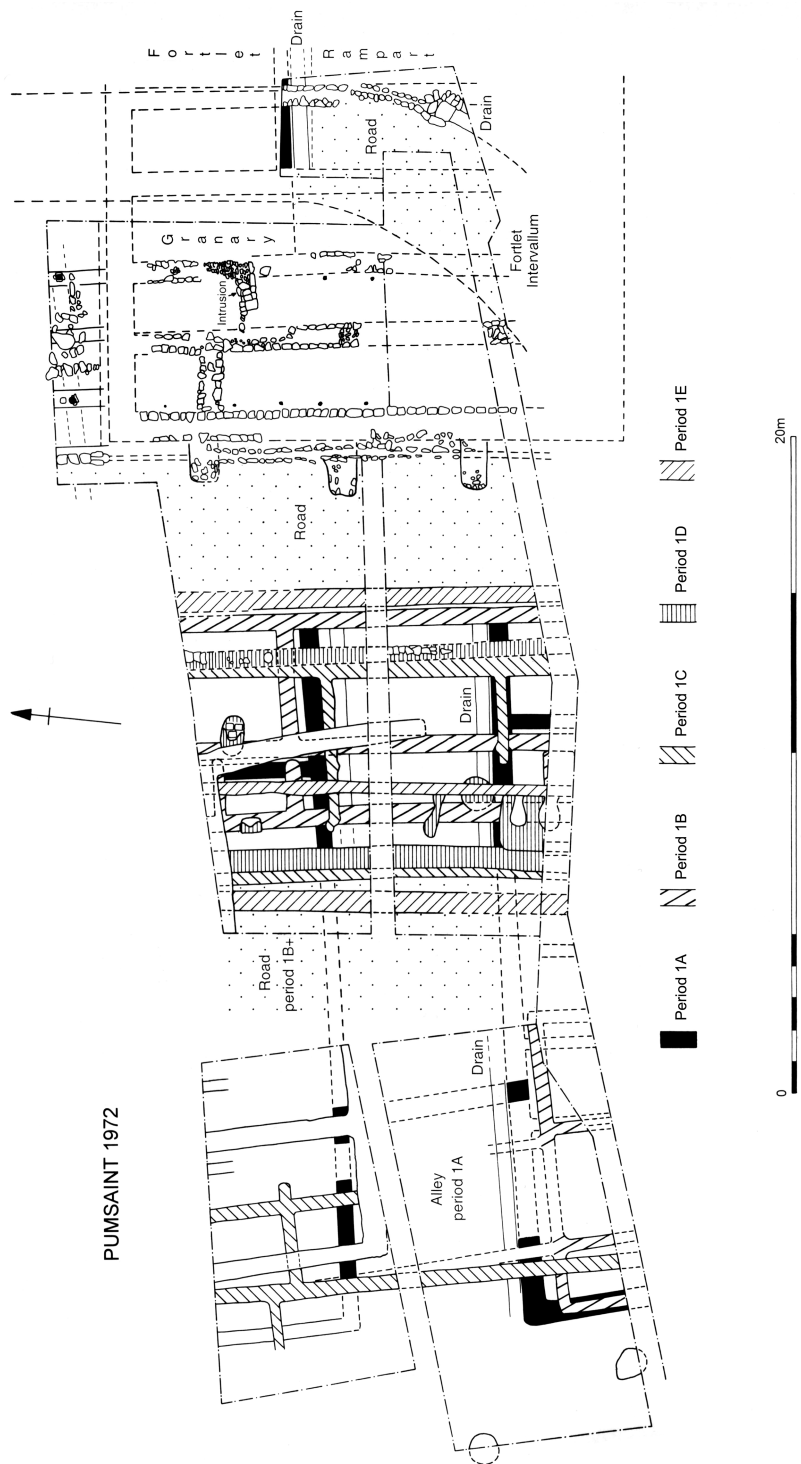 PUMSAINT 1972
Fortlet
Rampart
Drain
Road
Drain
Granary
Intrusion
Fortlet
Intervallum
Road
Drain
Road
period 1B+
Drain
Alley
period 1A
Period 1A
Period 1B
Period 1C
Period 1D
Period 1E
0
20m